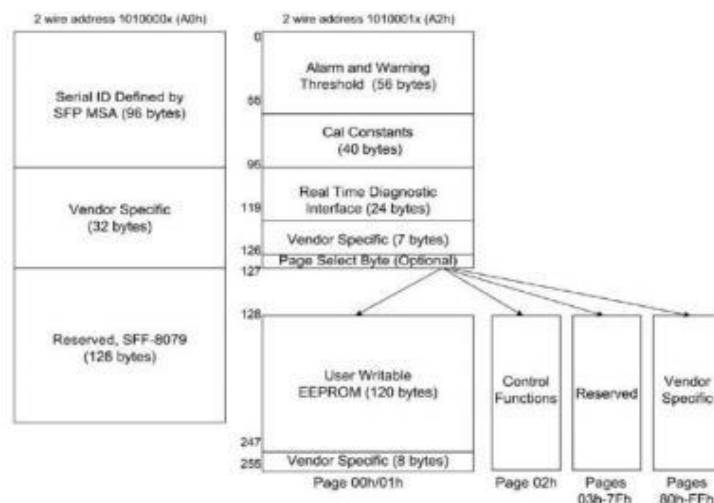 2 wire address 1010000x (A0h)
2 wire address 1010001x (A2h)
Serial ID Defined by
SFP MSA (96 bytes)
Vendor Specific
(32 bytes)
Reserved, SFF-8079
(128 bytes)
0
Alarm and Warning
Threshold (56 bytes)
55
Cal Constants
(40 bytes)
95
Real Time Diagnostic
Interface (24 bytes)
119
Vendor Specific (7 bytes)
126
Page Select Byte (Optional)
127
128
User Writable
EEPROM (120 bytes)
247
Vendor Specific (8 bytes)
255
Page 00h/01h
Control
Functions
Page 02h
Reserved
Pages
03h-7Fh
Vendor
Specific
Pages
80h-FFh